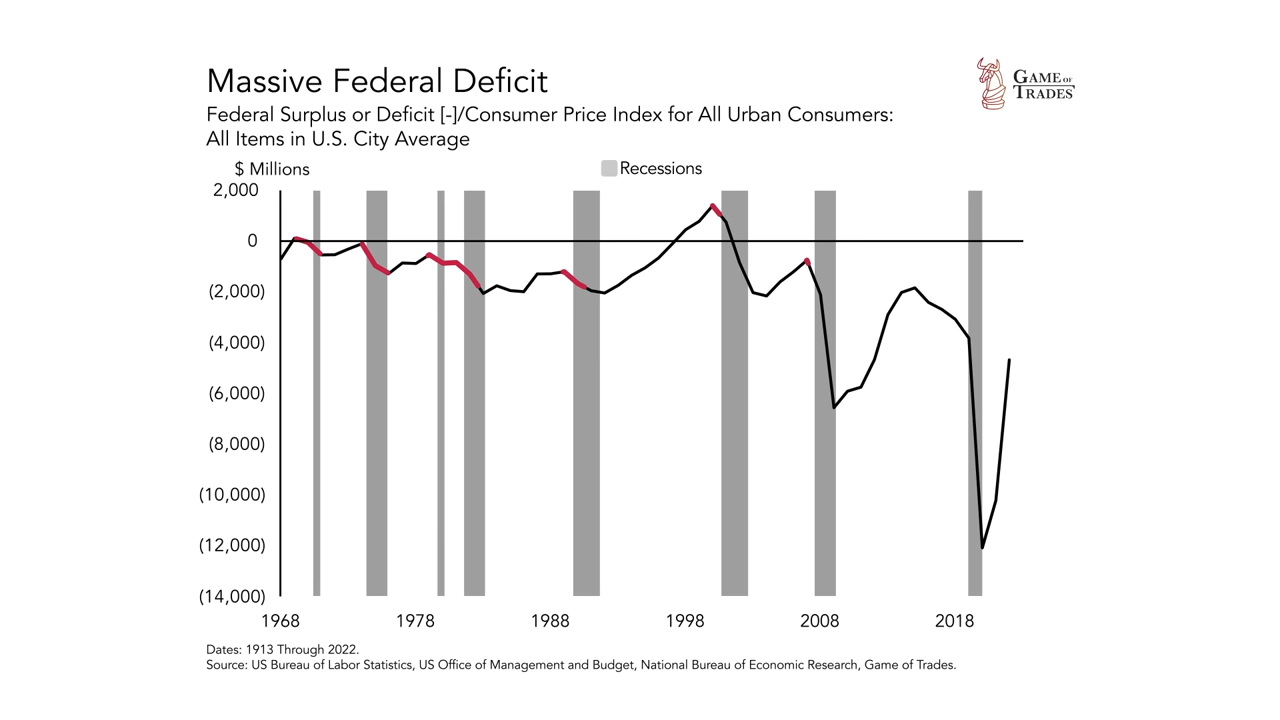 Massive Federal Deficit
GAME OF
TRADES
Federal Surplus or Deficit [-]/Consumer Price Index for All Urban Consumers:
All Items in U.S. City Average
$ Millions
Recessions
2,000
0
(2,000)
(4,000)
(6,000)
(8,000)
(10,000)
(12,000)
(14,000)
1968 1978 1988 1998 2008 2018
Dates: 1913 Through 2022.
Source: US Bureau of Labor Statistics, US Office of Management and Budget, National Bureau of Economic Research, Game of Trades.